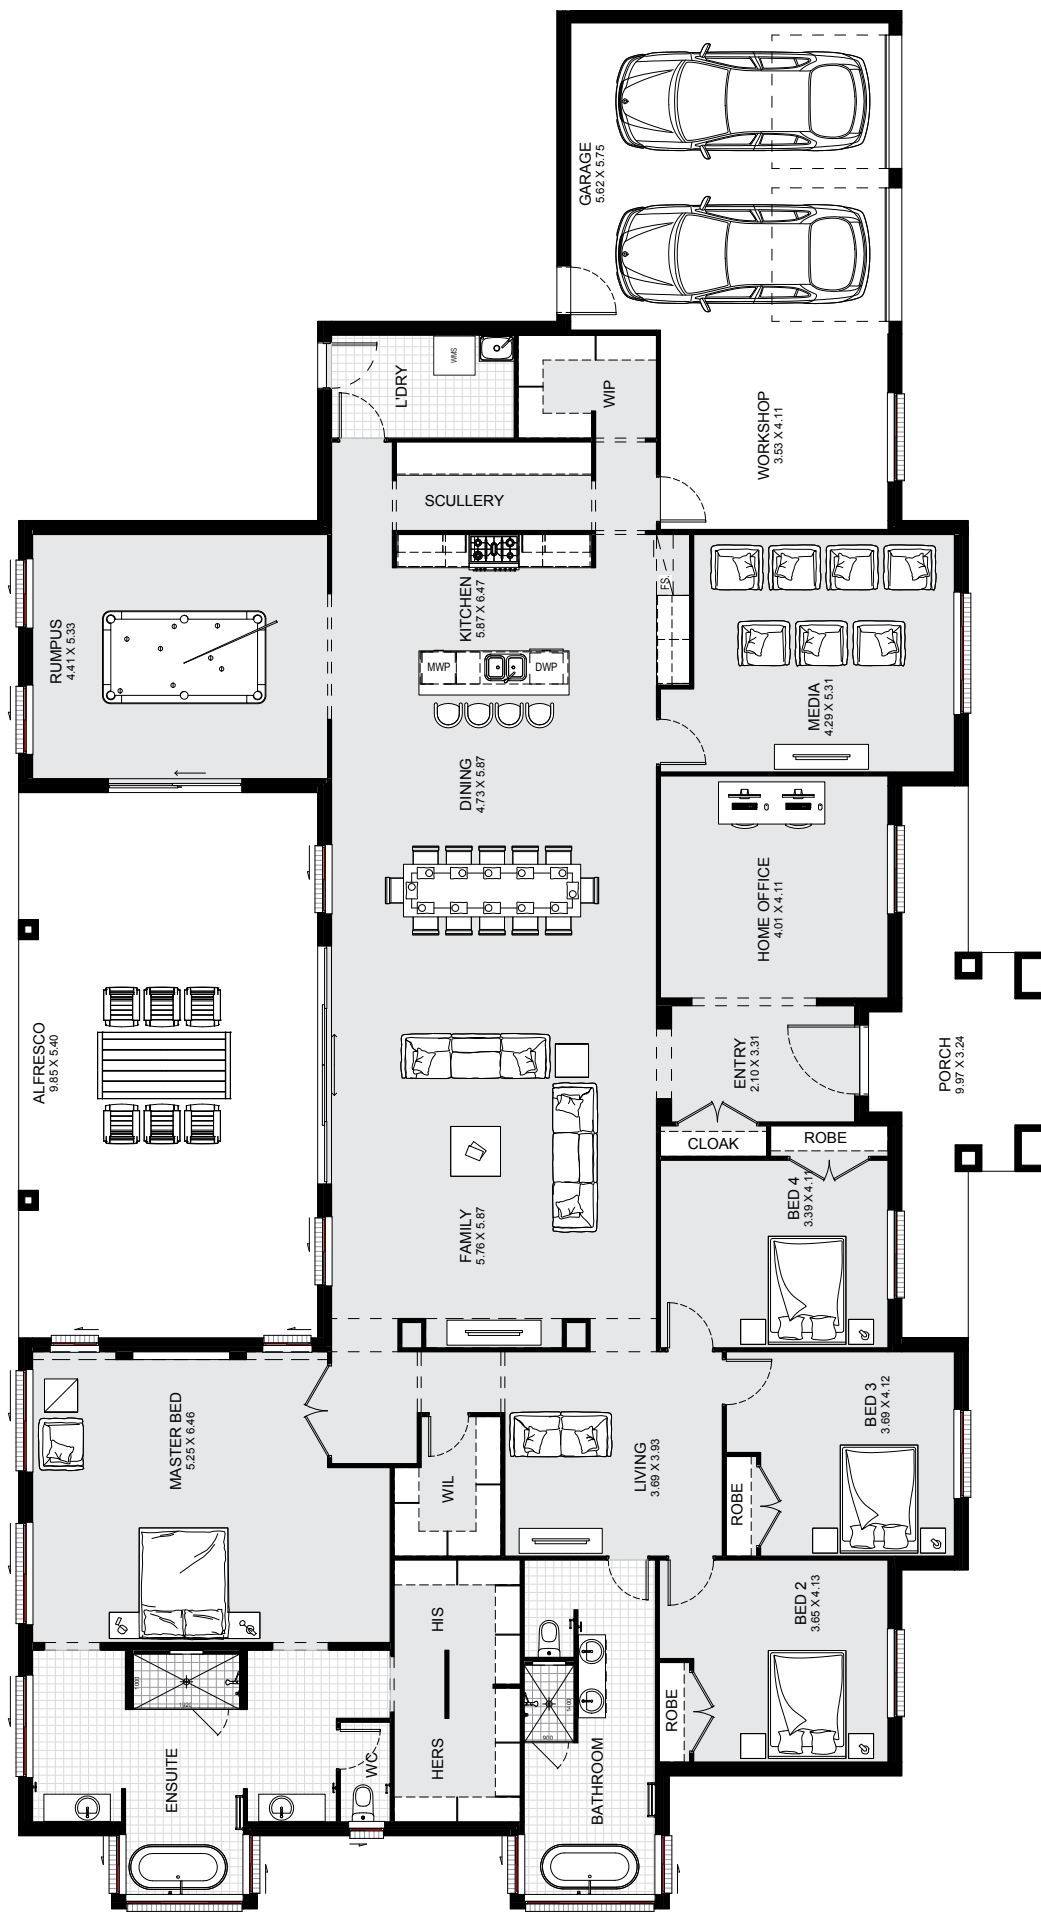 GARAGE
5.62 X 5.75
L'DRY
WMS
WIP
WORKSHOP
3.53 X 4.11
SCULLERY
RUMPUS
4.41 X 5.33
KITCHEN
5.87 X 6.47
FS
MWP
DWP
MEDIA
4.29 X 5.31
DINING
4.73 X 5.87
HOME OFFICE
4.01 X 4.11
ALFRESCO
9.85 X 5.40
ENTRY
2.10 X 3.31
PORCH
9.97 X 3.24
CLOAK
ROBE
BED 4
3.39 X 4.11
FAMILY
5.76 X 5.87
MASTER BED
5.25 X 6.46
WIL
LIVING
3.69 X 3.93
BED 3
3.69 X 4.12
ROBE
HIS
HERS
BED 2
3.65 X 4.13
ROBE
1000
1400
900
ENSUITE
WC
BATHROOM